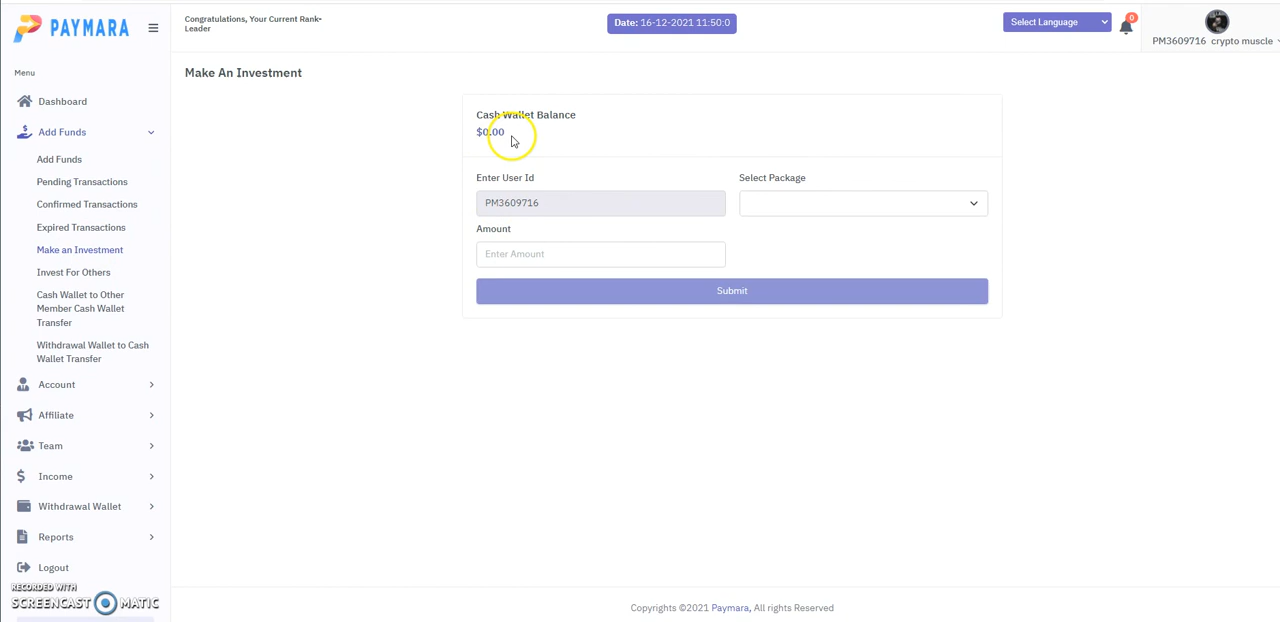 PAYMARA
Congratulations, Your Current Rank-
Leader
Date: 16-12-2021 11:50:0
Select Language
0
PM3609716 crypto muscle
Menu
Dashboard
Add Funds
Add Funds
Pending Transactions
Confirmed Transactions
Expired Transactions
Make an Investment
Invest For Others
Cash Wallet to Other
Member Cash Wallet
Transfer
Withdrawal Wallet to Cash
Wallet Transfer
Account
Affiliate
Team
Income
Withdrawal Wallet
Reports
Logout
RECORDED WITH
SCREENCAST MATIC
Make An Investment
Cash Wallet Balance
$0.00
Enter User Id
Select Package
PM3609716
Amount
Enter Amount
Submit
Copyrights ©2021 Paymara, All rights Reserved